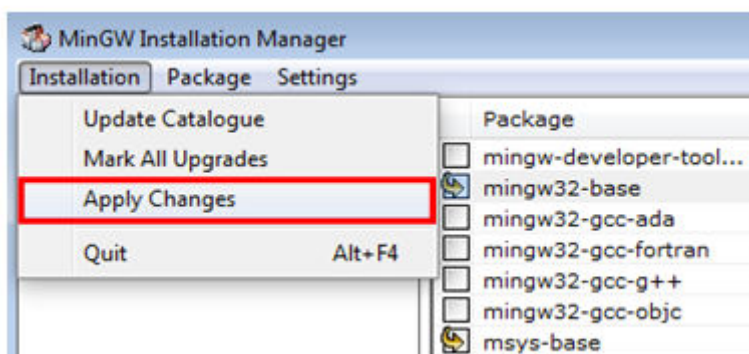 MinGW Installation Manager
Installation Package Settings
Update Catalogue
Mark All Upgrades
Apply Changes
Quit Alt+F4
Package
mingw-developer-tool...
mingw32-base
mingw32-gcc-ada
mingw32-gcc-fortran
mingw32-gcc-g++
mingw32-gcc-objc
msys-base